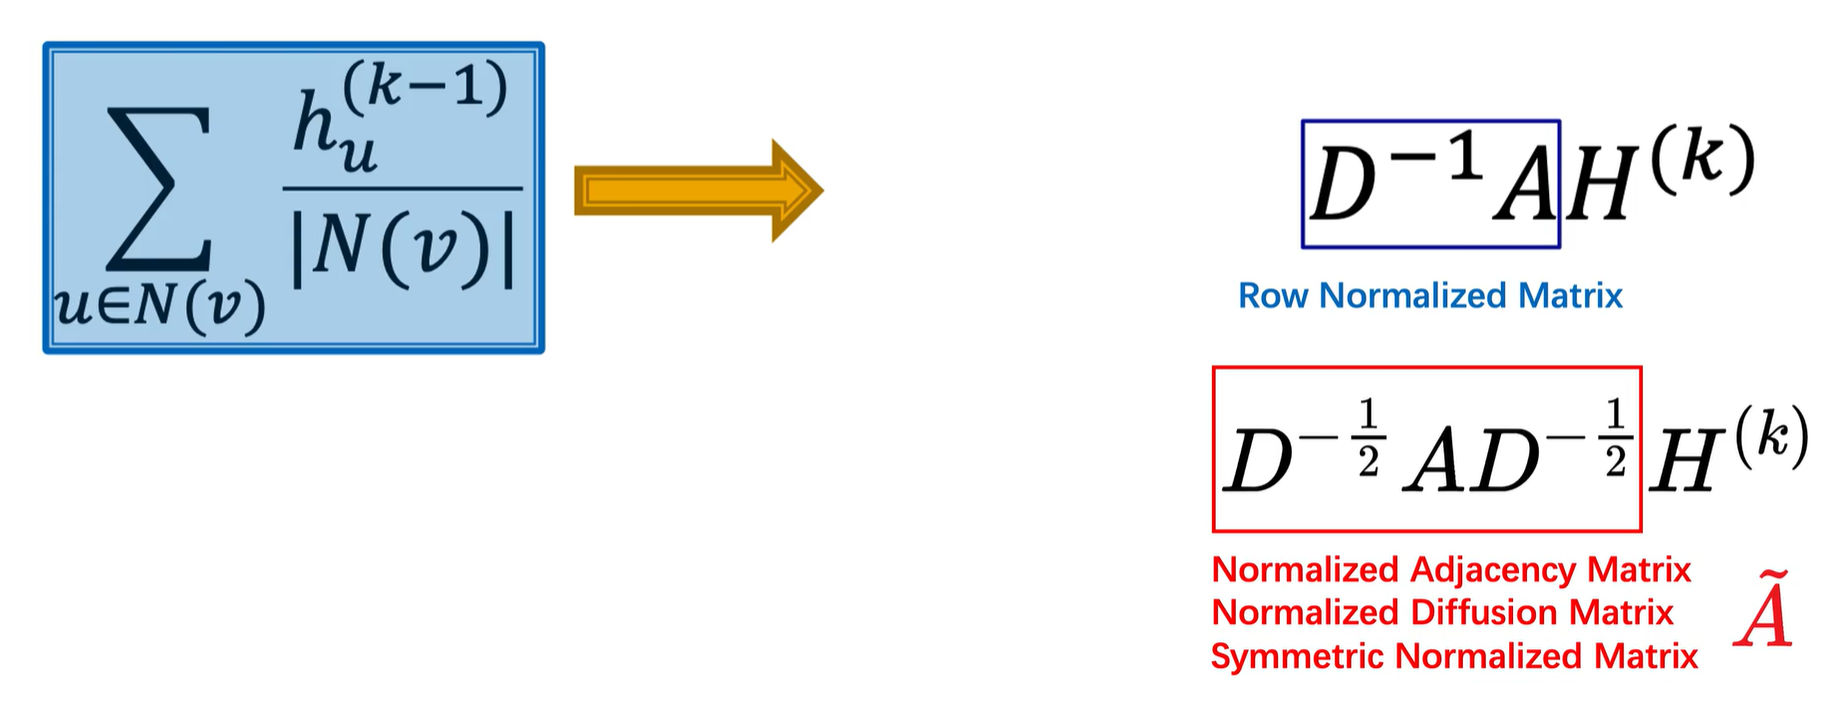 $\sum_{u \in N(v)} \frac{h_u^{(k-1)}}{|N(v)|}$
$D^{-1}AH^{(k)}$
Row Normalized Matrix
$D^{-\frac{1}{2}}AD^{-\frac{1}{2}}H^{(k)}$
Normalized Adjacency Matrix
Normalized Diffusion Matrix
Symmetric Normalized Matrix
$\tilde{A}$